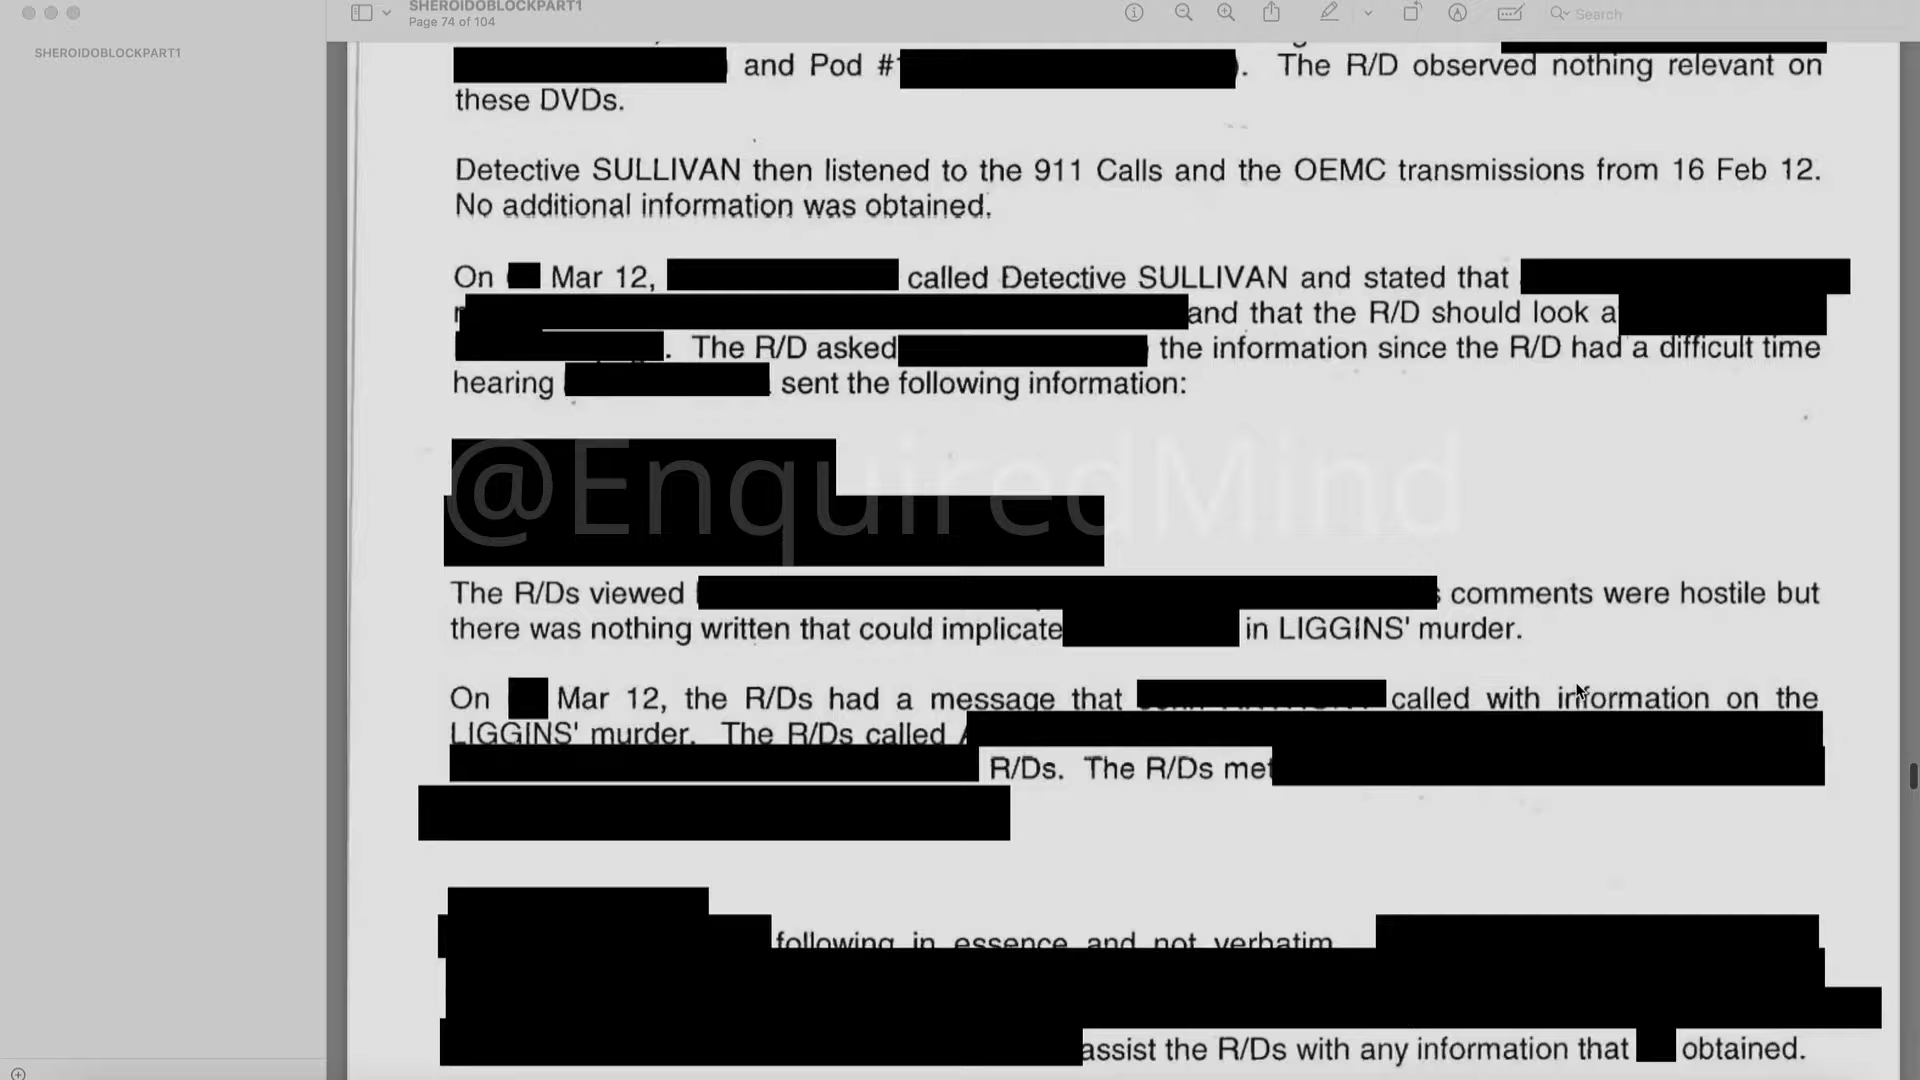 SHEROIDOBLOCKPART1
Page 74 of 104
Search
SHEROIDOBLOCKPART1
and Pod # . The R/D observed nothing relevant on
these DVDs.
Detective SULLIVAN then listened to the 911 Calls and the OEMC transmissions from 16 Feb 12.
No additional information was obtained.
On Mar 12, called Detective SULLIVAN and stated that
and that the R/D should look a
. The R/D asked the information since the R/D had a difficult time
hearing sent the following information:
@EnquiredMind
The R/Ds viewed comments were hostile but
there was nothing written that could implicate in LIGGINS' murder.
On Mar 12, the R/Ds had a message that called with information on the
LIGGINS' murder. The R/Ds called
R/Ds. The R/Ds met
following in essence and not verbatim
assist the R/Ds with any information that obtained.